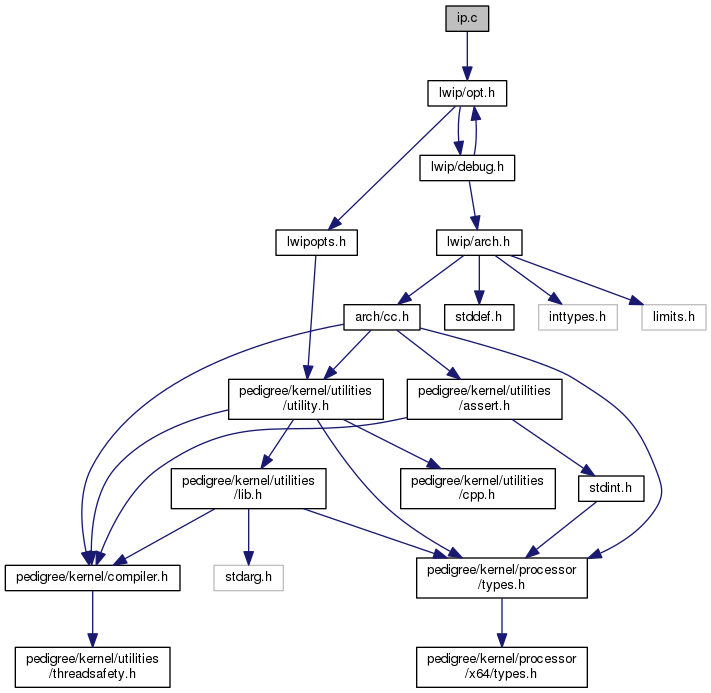 ip.c
lwip/opt.h
lwip/debug.h
lwipopts.h
lwip/arch.h
arch/cc.h
stddef.h
inttypes.h
limits.h
pedigree/kernel/utilities
/utility.h
pedigree/kernel/utilities
/assert.h
pedigree/kernel/utilities
/lib.h
pedigree/kernel/utilities
/cpp.h
stdint.h
pedigree/kernel/compiler.h
stdarg.h
pedigree/kernel/processor
/types.h
pedigree/kernel/utilities
/threadsafety.h
pedigree/kernel/processor
/x64/types.h